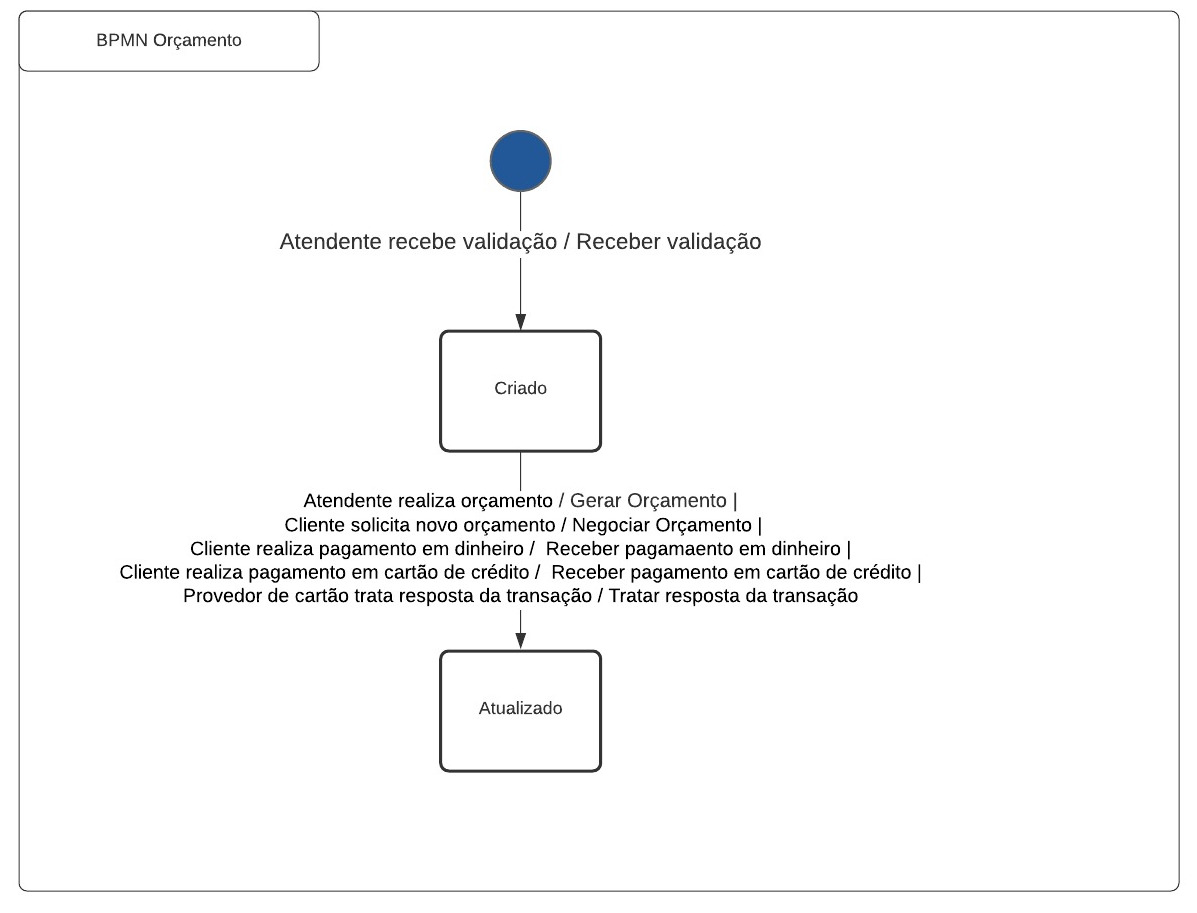 BPMN Orçamento
Atendente recebe validação / Receber validação
Criado
Atendente realiza orçamento / Gerar Orçamento |
Cliente solicita novo orçamento / Negociar Orçamento |
Cliente realiza pagamento em dinheiro /  Receber pagamaento em dinheiro |
Cliente realiza pagamento em cartão de crédito /  Receber pagamento em cartão de crédito |
Provedor de cartão trata resposta da transação / Tratar resposta da transação
Atualizado